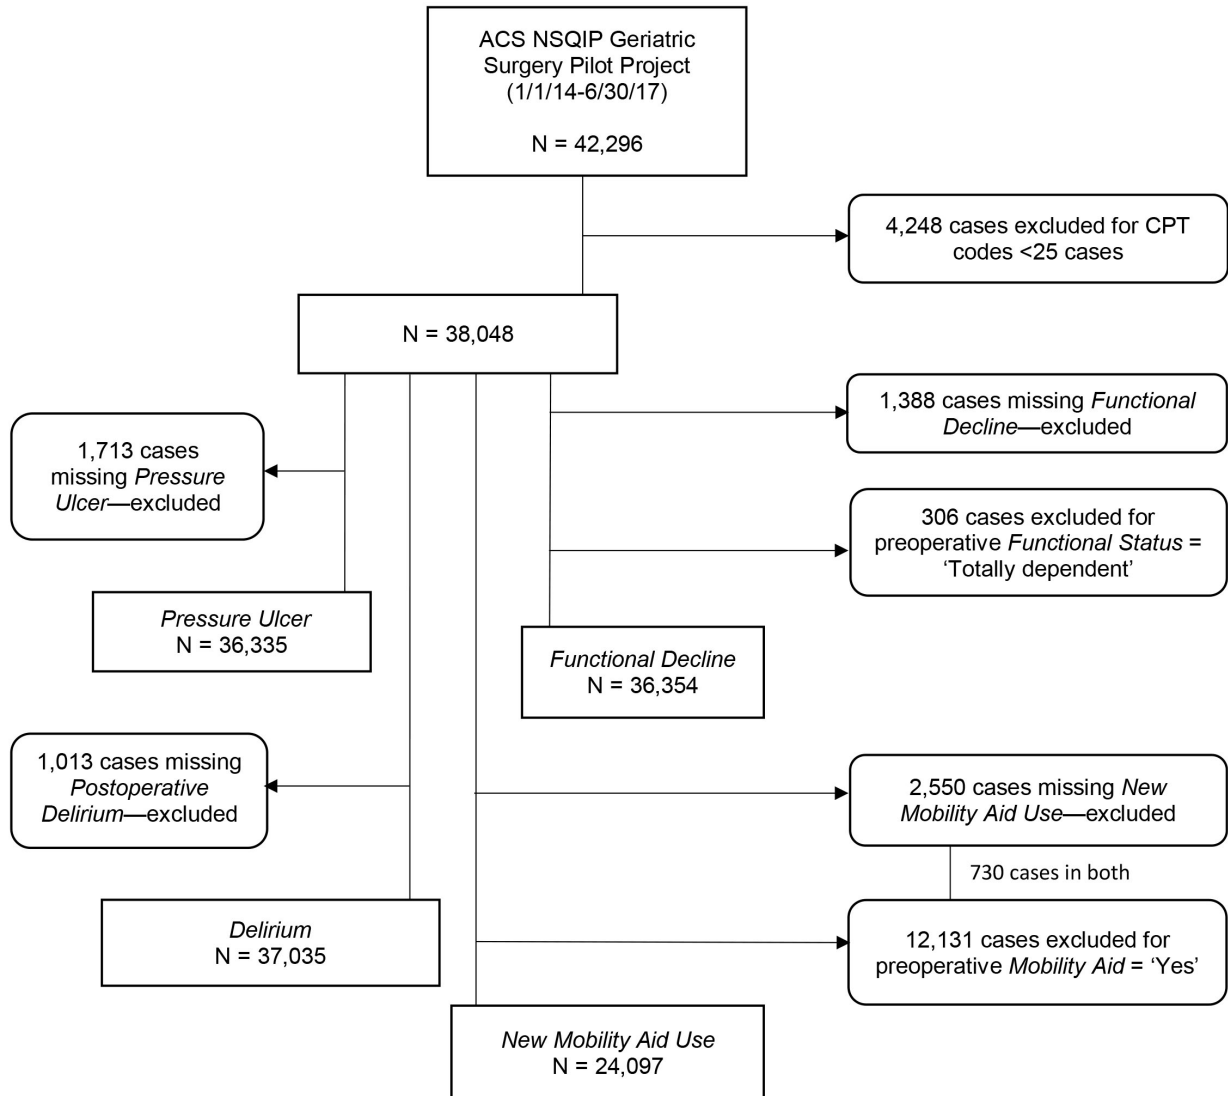 ACS NSQIP Geriatric
Surgery Pilot Project
(1/1/14-6/30/17)
N = 42,296
4,248 cases excluded for CPT
codes <25 cases
N = 38,048
1,388 cases missing Functional
Decline—excluded
1,713 cases
missing Pressure
Ulcer—excluded
306 cases excluded for
preoperative Functional Status =
‘Totally dependent’
Pressure Ulcer
N = 36,335
Functional Decline
N = 36,354
1,013 cases missing
Postoperative
Delirium—excluded
2,550 cases missing New
Mobility Aid Use—excluded
730 cases in both
Delirium
N = 37,035
12,131 cases excluded for
preoperative Mobility Aid = ‘Yes’
New Mobility Aid Use
N = 24,097